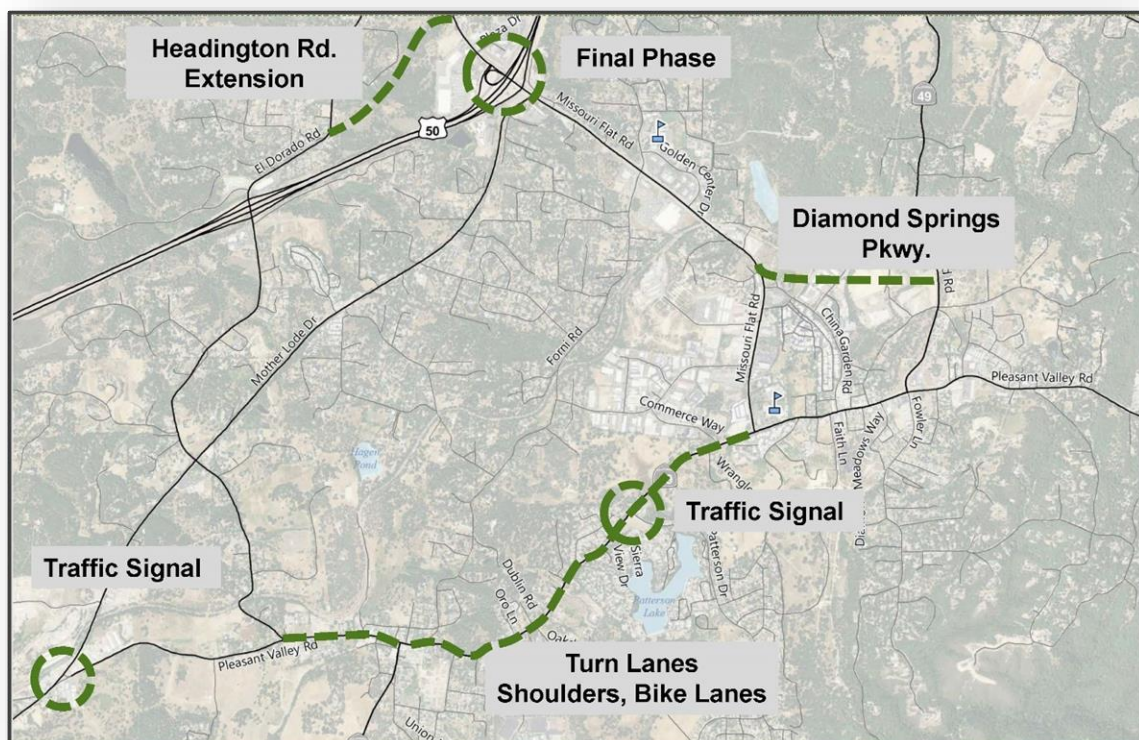 Headington Rd.
Extension
Plaza Dr
Final Phase
50
El Dorado Rd
Missouri Flat Rd
Golden Center Dr
49
Diamond Springs
Pkwy.
Mother Lode Dr
Forni Rd
Missouri Flat Rd
China Garden Rd
Pleasant Valley Rd
Commerce Way
Fowler Ln
Faith Ln
Meadows Way
Hagen
Pond
Traffic Signal
Traffic Signal
Patterson Dr
Sierra
View Dr
Patterson
Lake
Dublin Rd
Oro Ln
Pleasant Valley Rd
Turn Lanes
Shoulders, Bike Lanes
Union